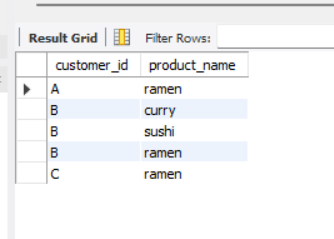 Result Grid Filter Rows:
customer_id product_name
A ramen
B curry
B sushi
B ramen
C ramen